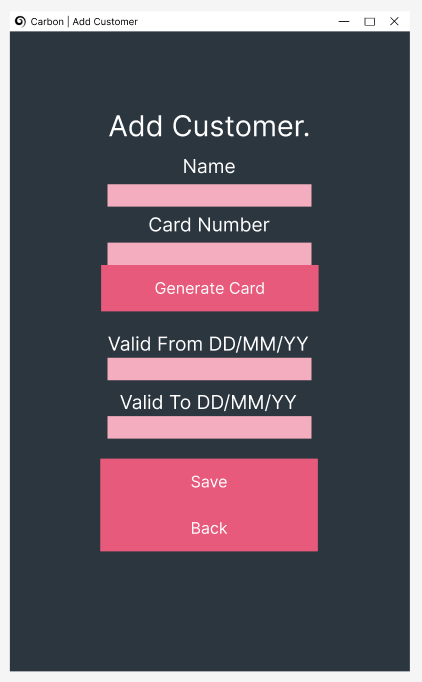 Carbon | Add Customer
Add Customer.
Name
Card Number
Generate Card
Valid From DD/MM/YY
Valid To DD/MM/YY
Save
Back